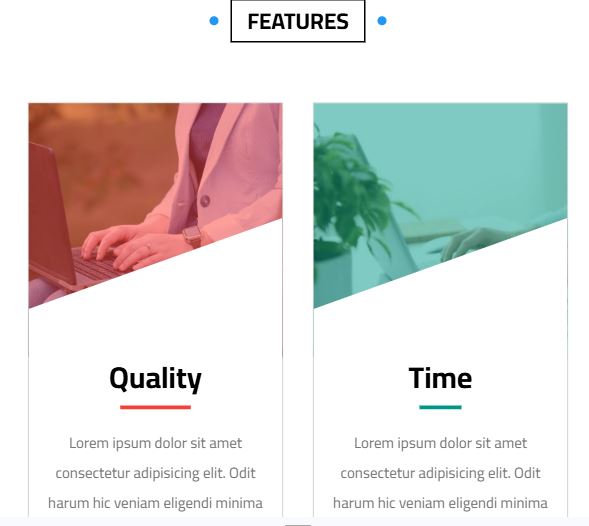 FEATURES
Quality
Lorem ipsum dolor sit amet
consectetur adipisicing elit. Odit
harum hic veniam eligendi minima
Time
Lorem ipsum dolor sit amet
consectetur adipisicing elit. Odit
harum hic veniam eligendi minima